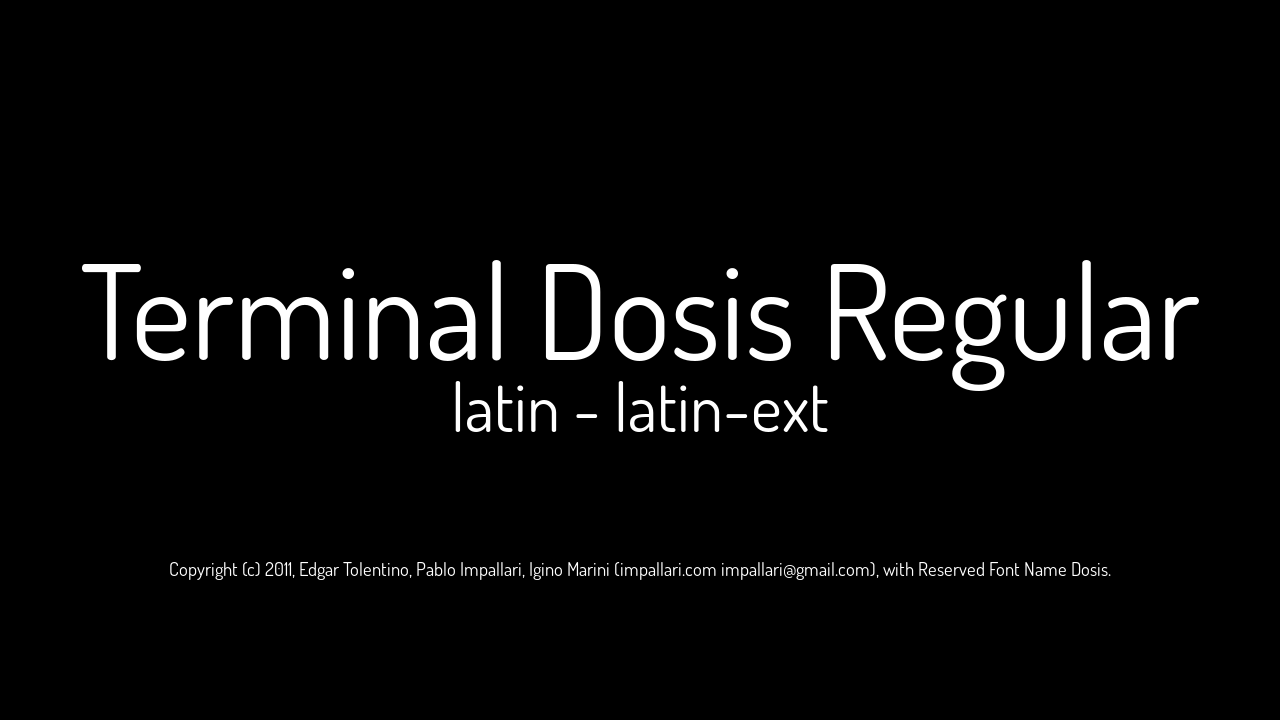 Terminal Dosis Regular
latin - latin-ext
Copyright (c) 2011, Edgar Tolentino, Pablo Impallari, Igino Marini (impallari.com impallari@gmail.com), with Reserved Font Name Dosis.